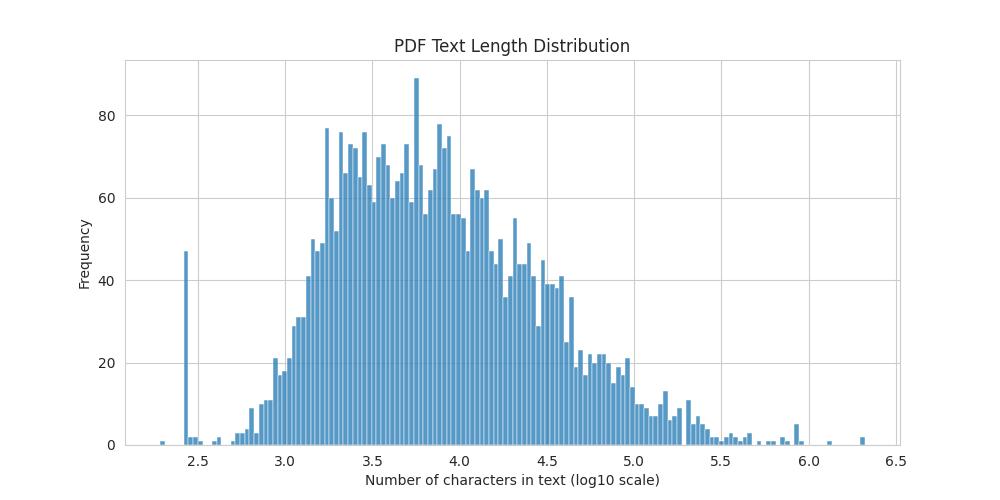 PDF Text Length Distribution
80
60
40
20
0
Frequency
2.5 3.0 3.5 4.0 4.5 5.0 5.5 6.0 6.5
Number of characters in text (log10 scale)